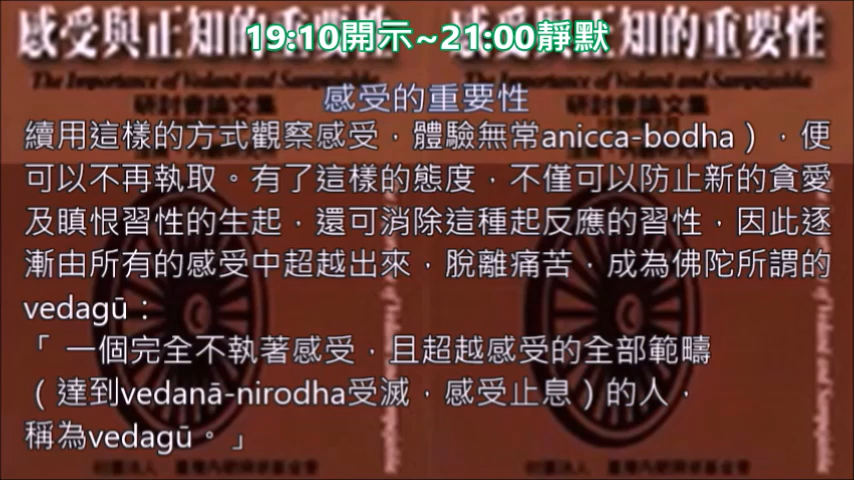 感受與正知的重要性 感受與正知的重要性
19:10開示~21:00靜默
The Importance of Vedanā and Sampajañña
感受的重要性
研討會論文集 研討會論文集
續用這樣的方式觀察感受，體驗無常anicca-bodha），便
可以不再執取。有了這樣的態度，不僅可以防止新的貪愛
及瞋恨習性的生起，還可消除這種起反應的習性，因此逐
漸由所有的感受中超越出來，脫離痛苦，成為佛陀所謂的
vedagū：
「 一個完全不執著感受，且超越感受的全部範疇
（達到vedanā-nirodha受滅，感受止息）的人，
稱為vedagū。」